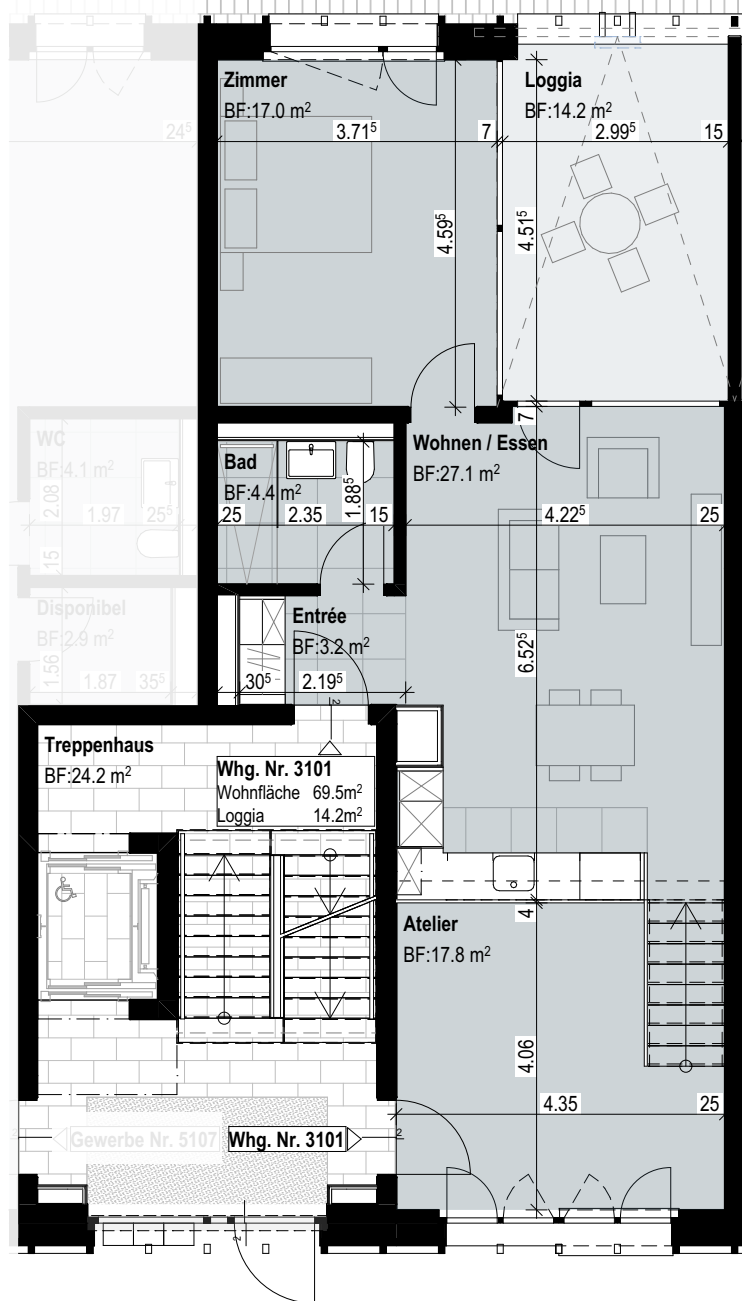 Zimmer
BF:17.0 m²
Loggia
BF:14.2 m²
24⁵
3.71⁵
7
2.99⁵
15
4.59⁵
4.51⁵
7
WC
BF:4.1 m²
2.08
1.97
25⁵
15
Bad
BF:4.4 m²
1.88⁵
25
2.35
15
Wohnen / Essen
BF:27.1 m²
4.22⁵
25
6.52⁵
Disponibel
BF:2.9 m²
1.56
1.87
35⁵
Entrée
BF:3.2 m²
30⁵
2.19⁵
2
Treppenhaus
BF:24.2 m²
Whg. Nr. 3101
Wohnfläche 69.5m²
Loggia 14.2m²
4
Atelier
BF:17.8 m²
4.06
4.35
25
2
Gewerbe Nr. 5107
Whg. Nr. 3101
2
2